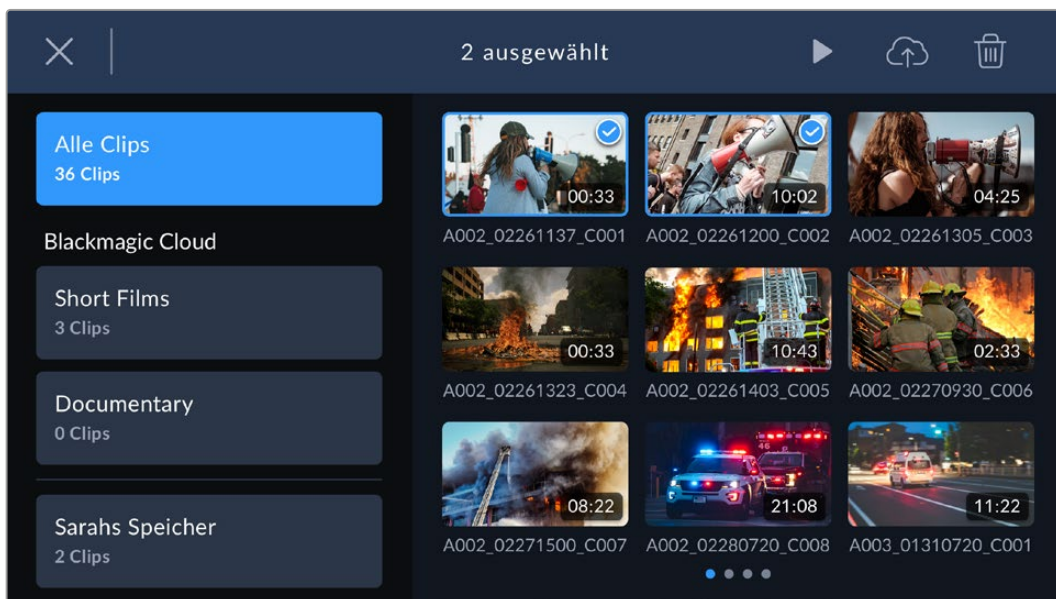 2 ausgewählt
Alle Clips
36 Clips
Blackmagic Cloud
Short Films
3 Clips
Documentary
0 Clips
Sarahs Speicher
2 Clips
00:33 10:02 04:25
A002_02261137_C001 A002_02261200_C002 A002_02261305_C003
00:33 10:43 02:33
A002_02261323_C004 A002_02261403_C005 A002_02270930_C006
08:22 21:08 11:22
A002_02271500_C007 A002_02280720_C008 A003_01310720_C001